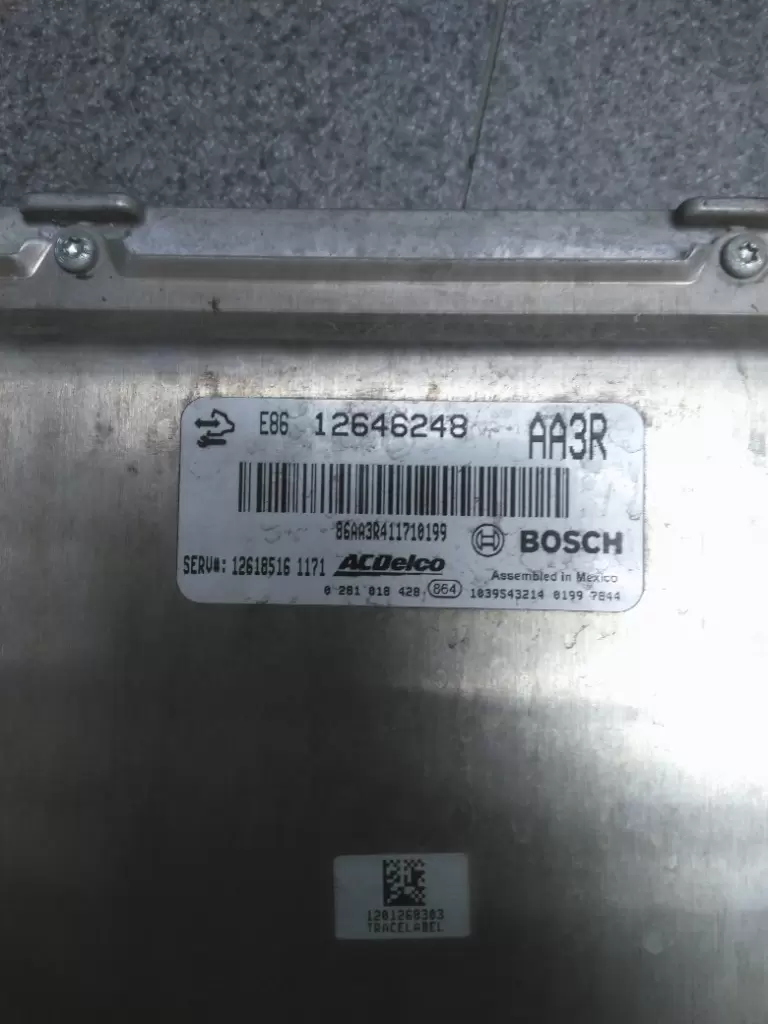 E86 12646248 AA3R
86AA3R411710199
BOSCH
SERV#: 12618516 1171 ACDelco
Assembled in Mexico
0 281 018 428 864 1039S43214 0199 7844
1201268303
TRACELABEL